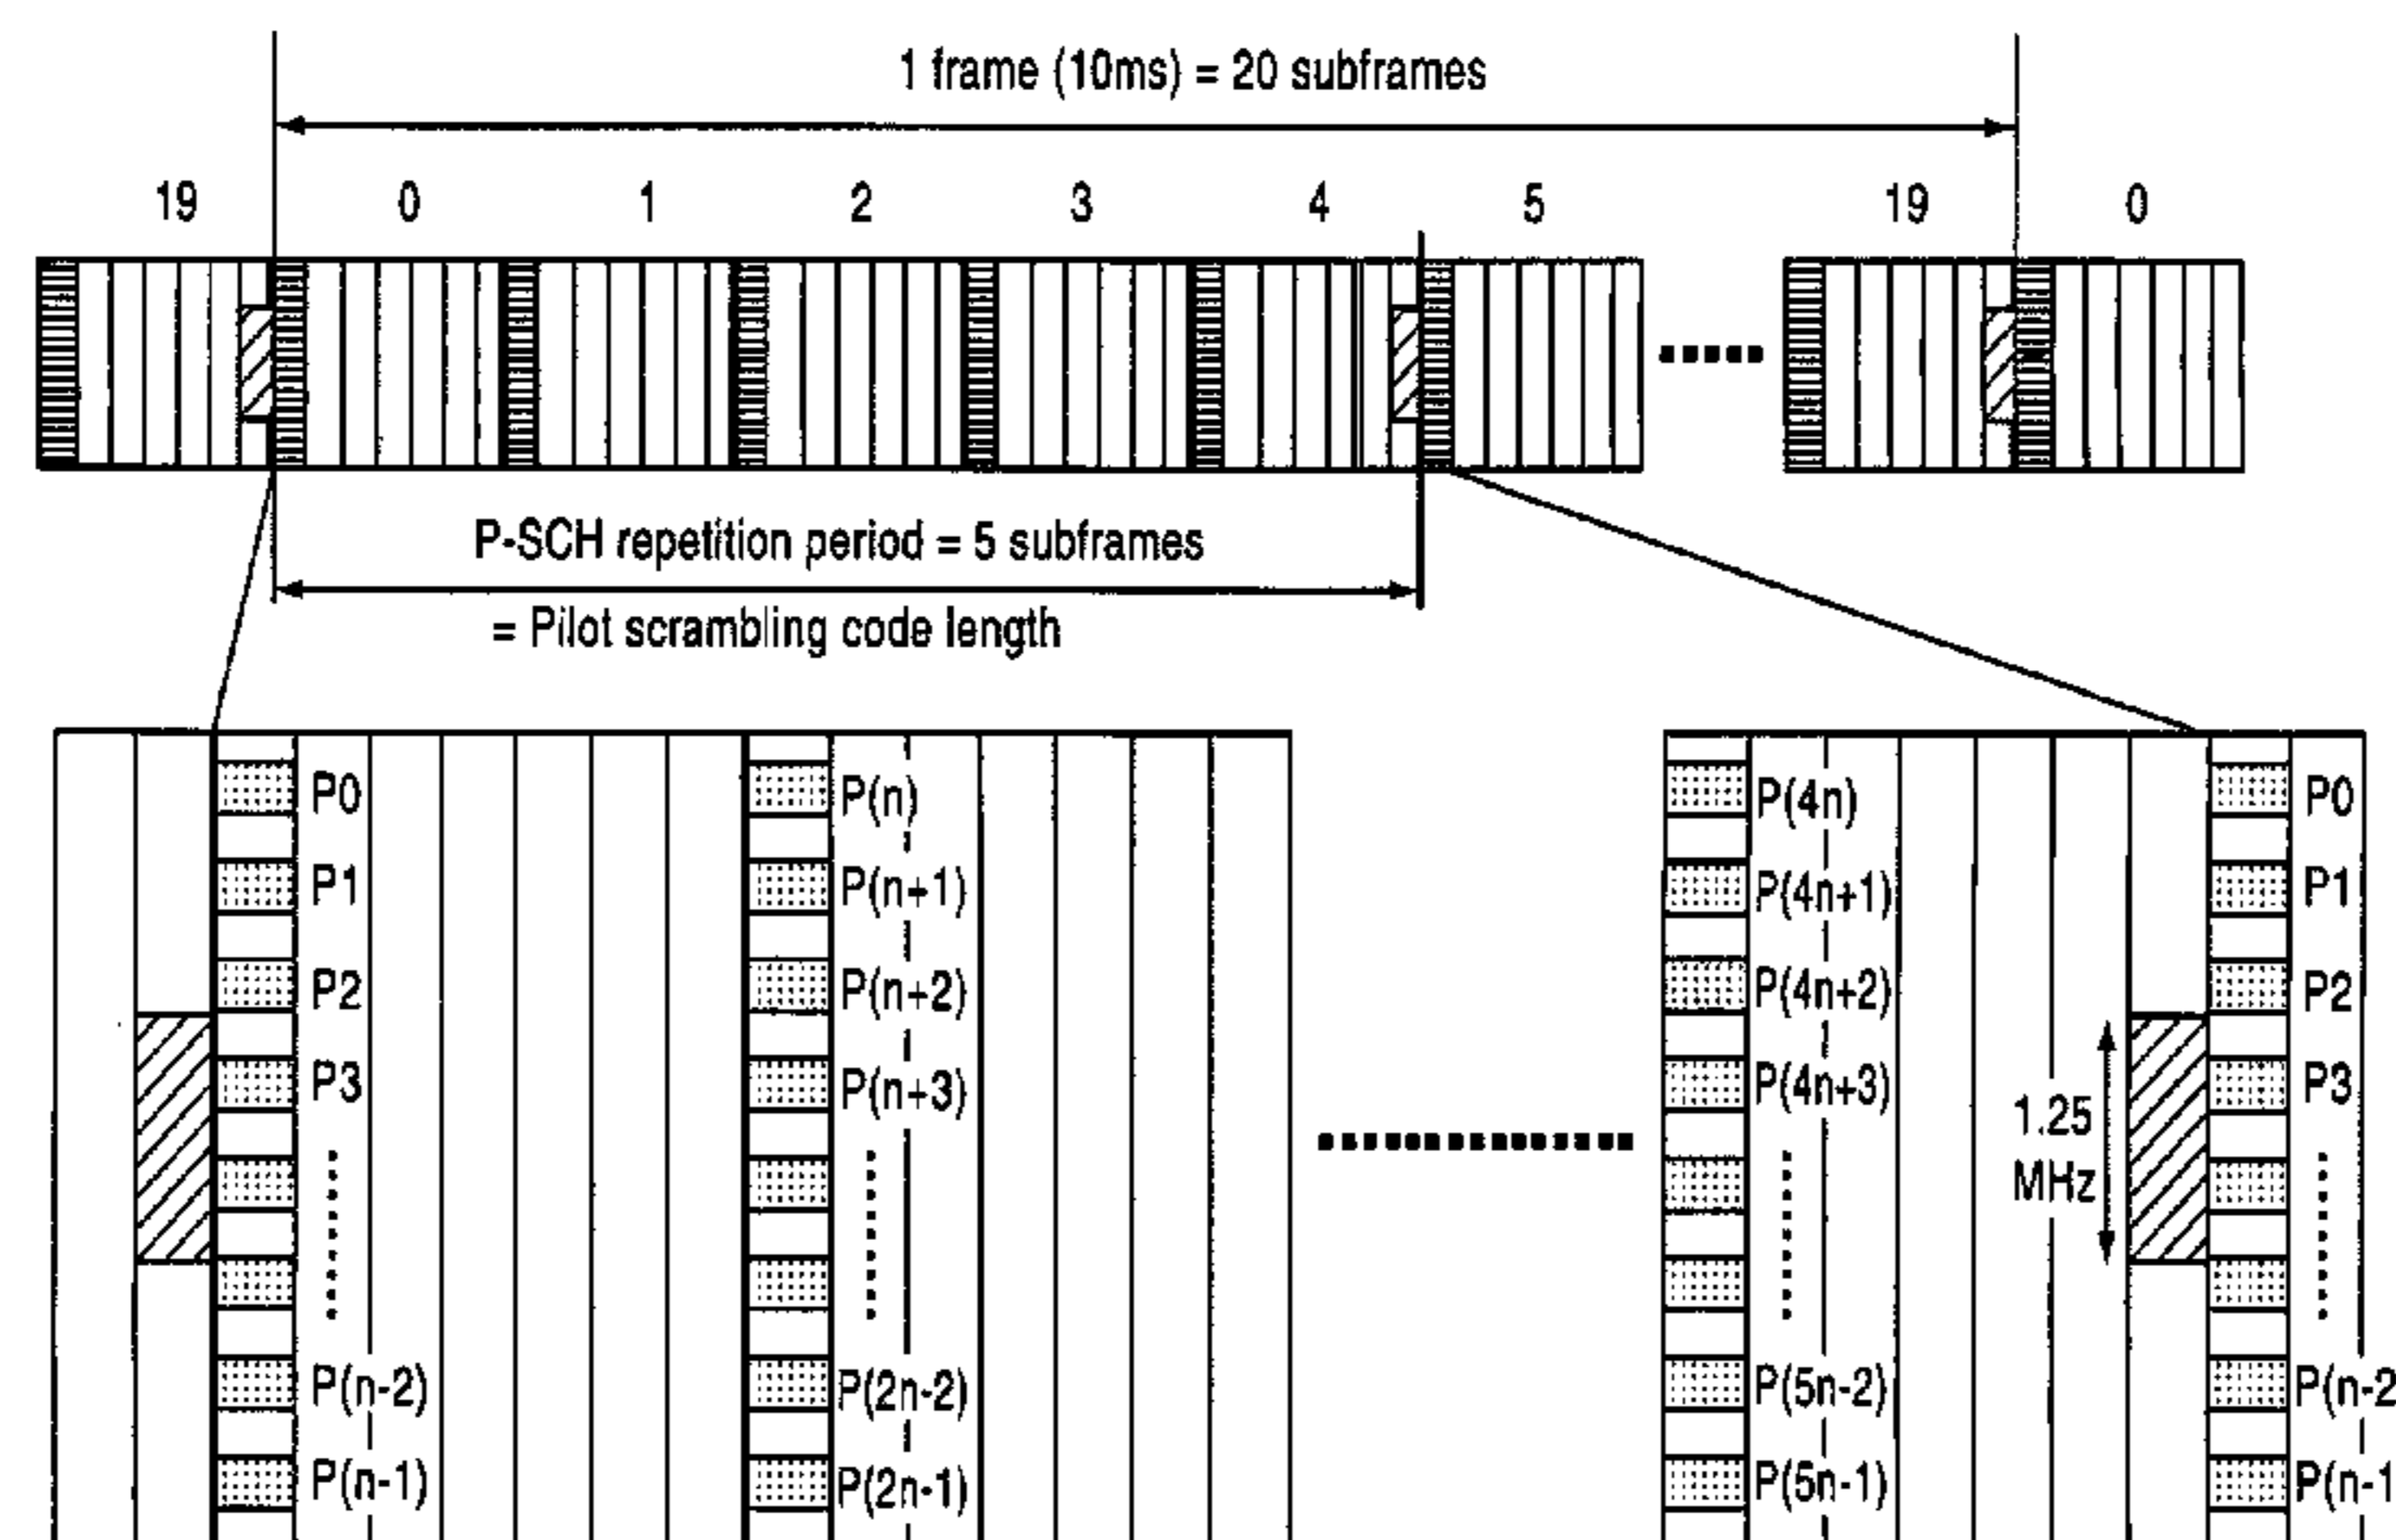 1 frame (10ms) = 20 subframes
19 0 1 2 3 4 5 19 0
P-SCH repetition period = 5 subframes
= Pilot scrambling code length
P0 P(n) P(4n) P0
P1 P(n+1) P(4n+1) P1
P2 P(n+2) P(4n+2) P2
P3 P(n+3) P(4n+3) P3
1.25
MHz
P(n-2) P(2n-2) P(5n-2) P(n-2
P(n-1) P(2n-1) P(5n-1) P(n-1